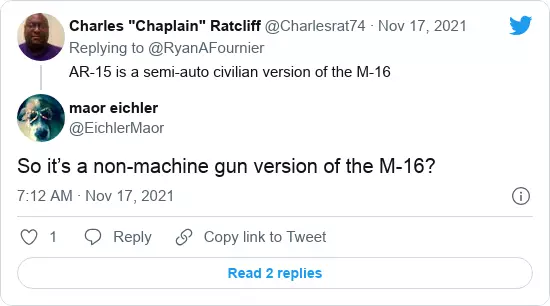 Charles "Chaplain" Ratcliff @Charlesrat74 · Nov 17, 2021
Replying to @RyanAFournier
AR-15 is a semi-auto civilian version of the M-16
maor eichler
@EichlerMaor
So it’s a non-machine gun version of the M-16?
7:12 AM · Nov 17, 2021
1 Reply Copy link to Tweet
Read 2 replies